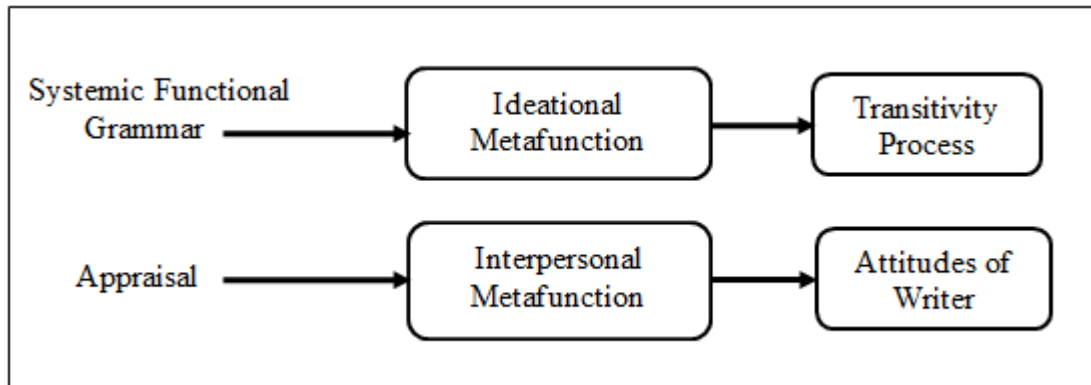 Systemic Functional
Grammar
Ideational
Metafunction
Transitivity
Process
Appraisal
Interpersonal
Metafunction
Attitudes of
Writer